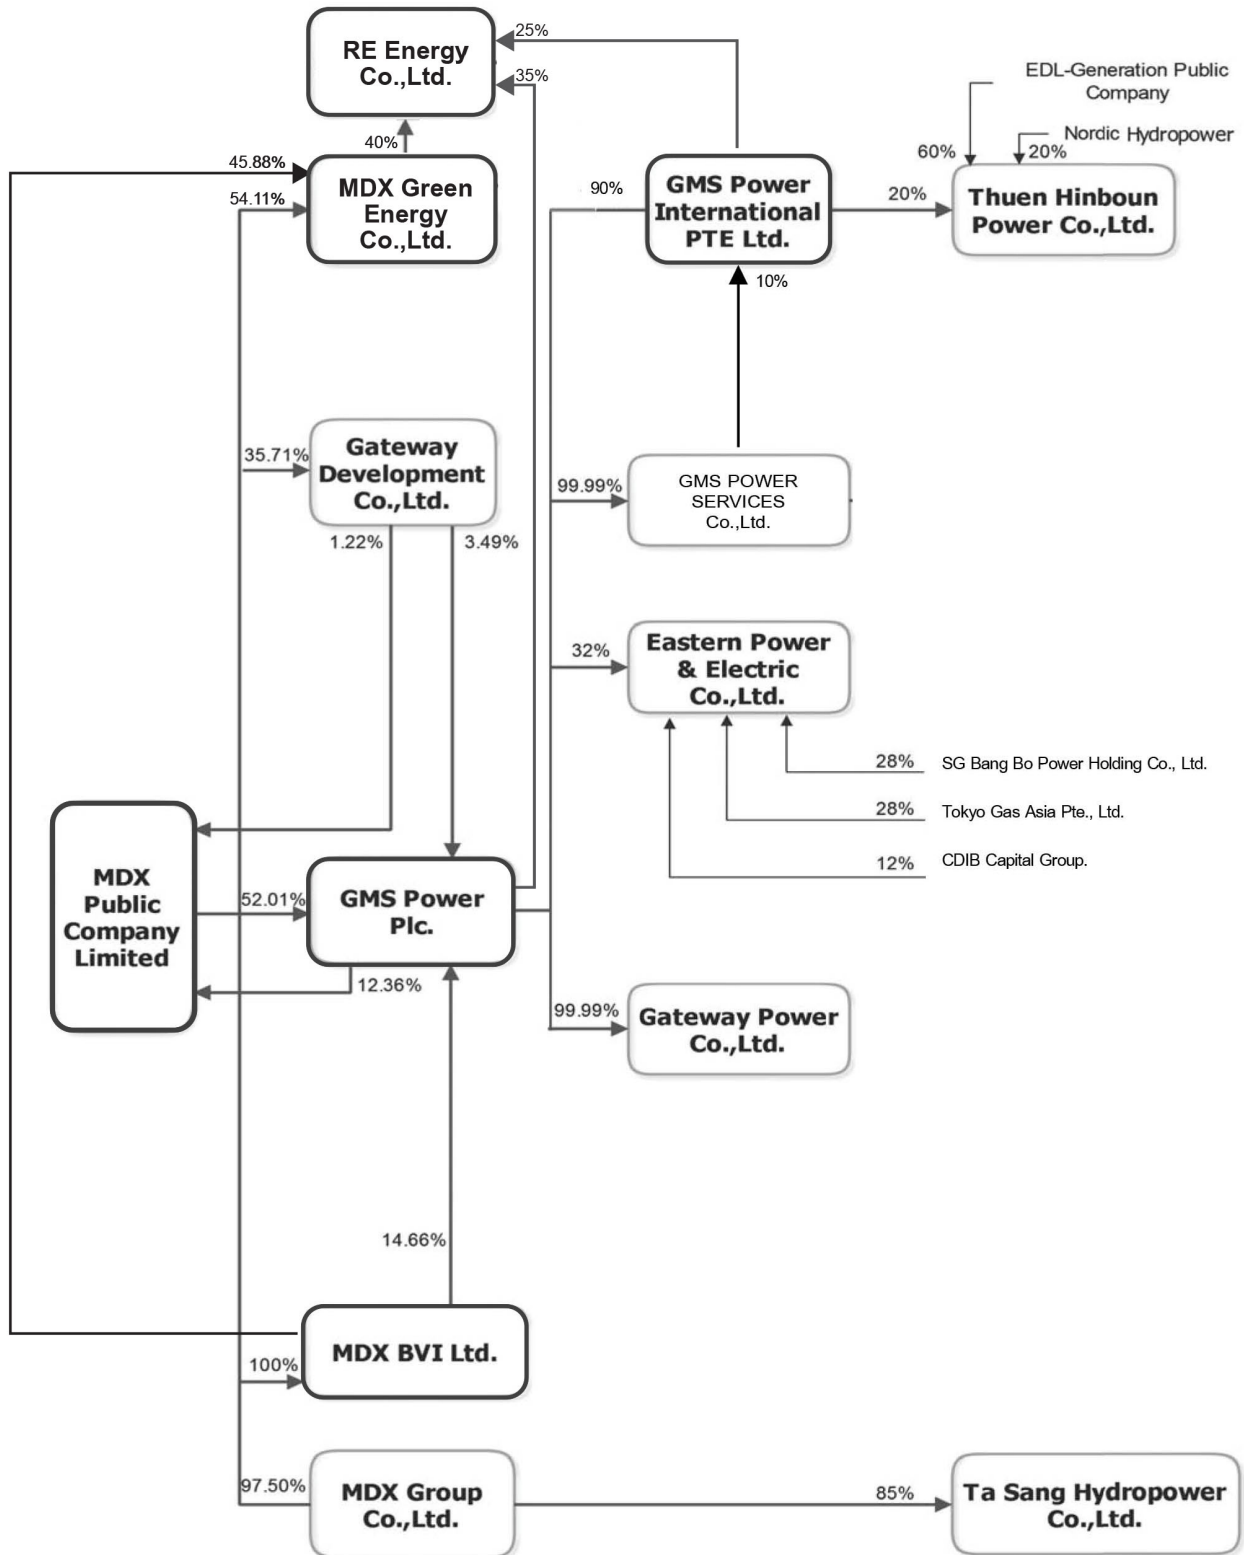 RE Energy
Co.,Ltd.
25%
35%
40%
45.88%
54.11%
MDX Green
Energy
Co.,Ltd.
90%
GMS Power
International
PTE Ltd.
20%
10%
EDL-Generation Public
Company
Nordic Hydropower
60%
20%
Thuen Hinboun
Power Co.,Ltd.
35.71%
Gateway
Development
Co.,Ltd.
1.22%
3.49%
99.99%
GMS POWER
SERVICES
Co.,Ltd.
32%
Eastern Power
& Electric
Co.,Ltd.
28%
SG Bang Bo Power Holding Co., Ltd.
28%
Tokyo Gas Asia Pte., Ltd.
12%
CDIB Capital Group.
MDX
Public
Company
Limited
52.01%
GMS Power
Plc.
12.36%
99.99%
Gateway Power
Co.,Ltd.
14.66%
MDX BVI Ltd.
100%
97.50%
MDX Group
Co.,Ltd.
85%
Ta Sang Hydropower
Co.,Ltd.